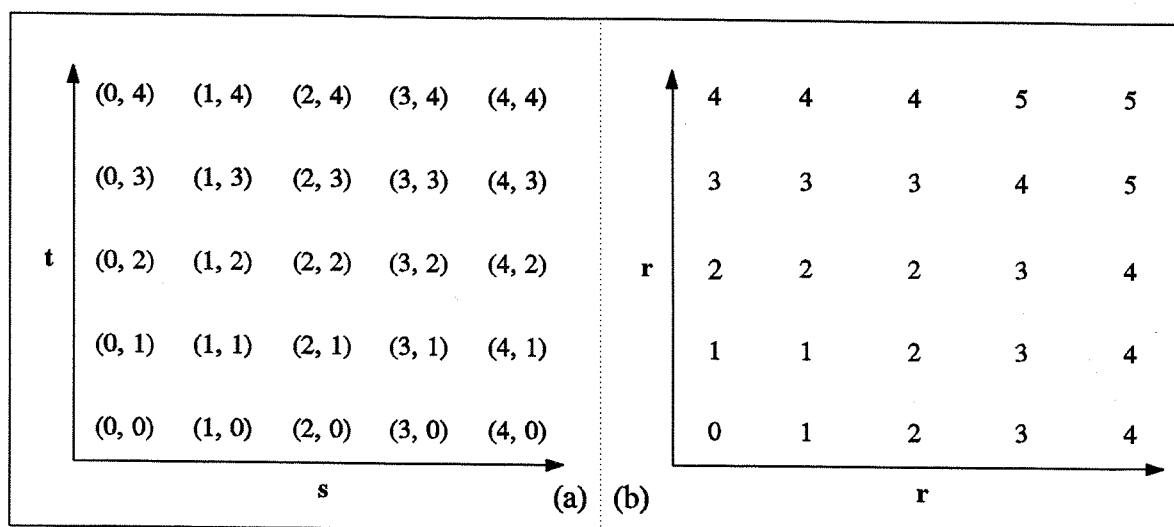 (0, 4) (1, 4) (2, 4) (3, 4) (4, 4)
(0, 3) (1, 3) (2, 3) (3, 3) (4, 3)
t (0, 2) (1, 2) (2, 2) (3, 2) (4, 2)
(0, 1) (1, 1) (2, 1) (3, 1) (4, 1)
(0, 0) (1, 0) (2, 0) (3, 0) (4, 0)
s
(a)
4 4 4 5 5
3 3 3 4 5
r 2 2 2 3 4
1 1 2 3 4
0 1 2 3 4
(b) r